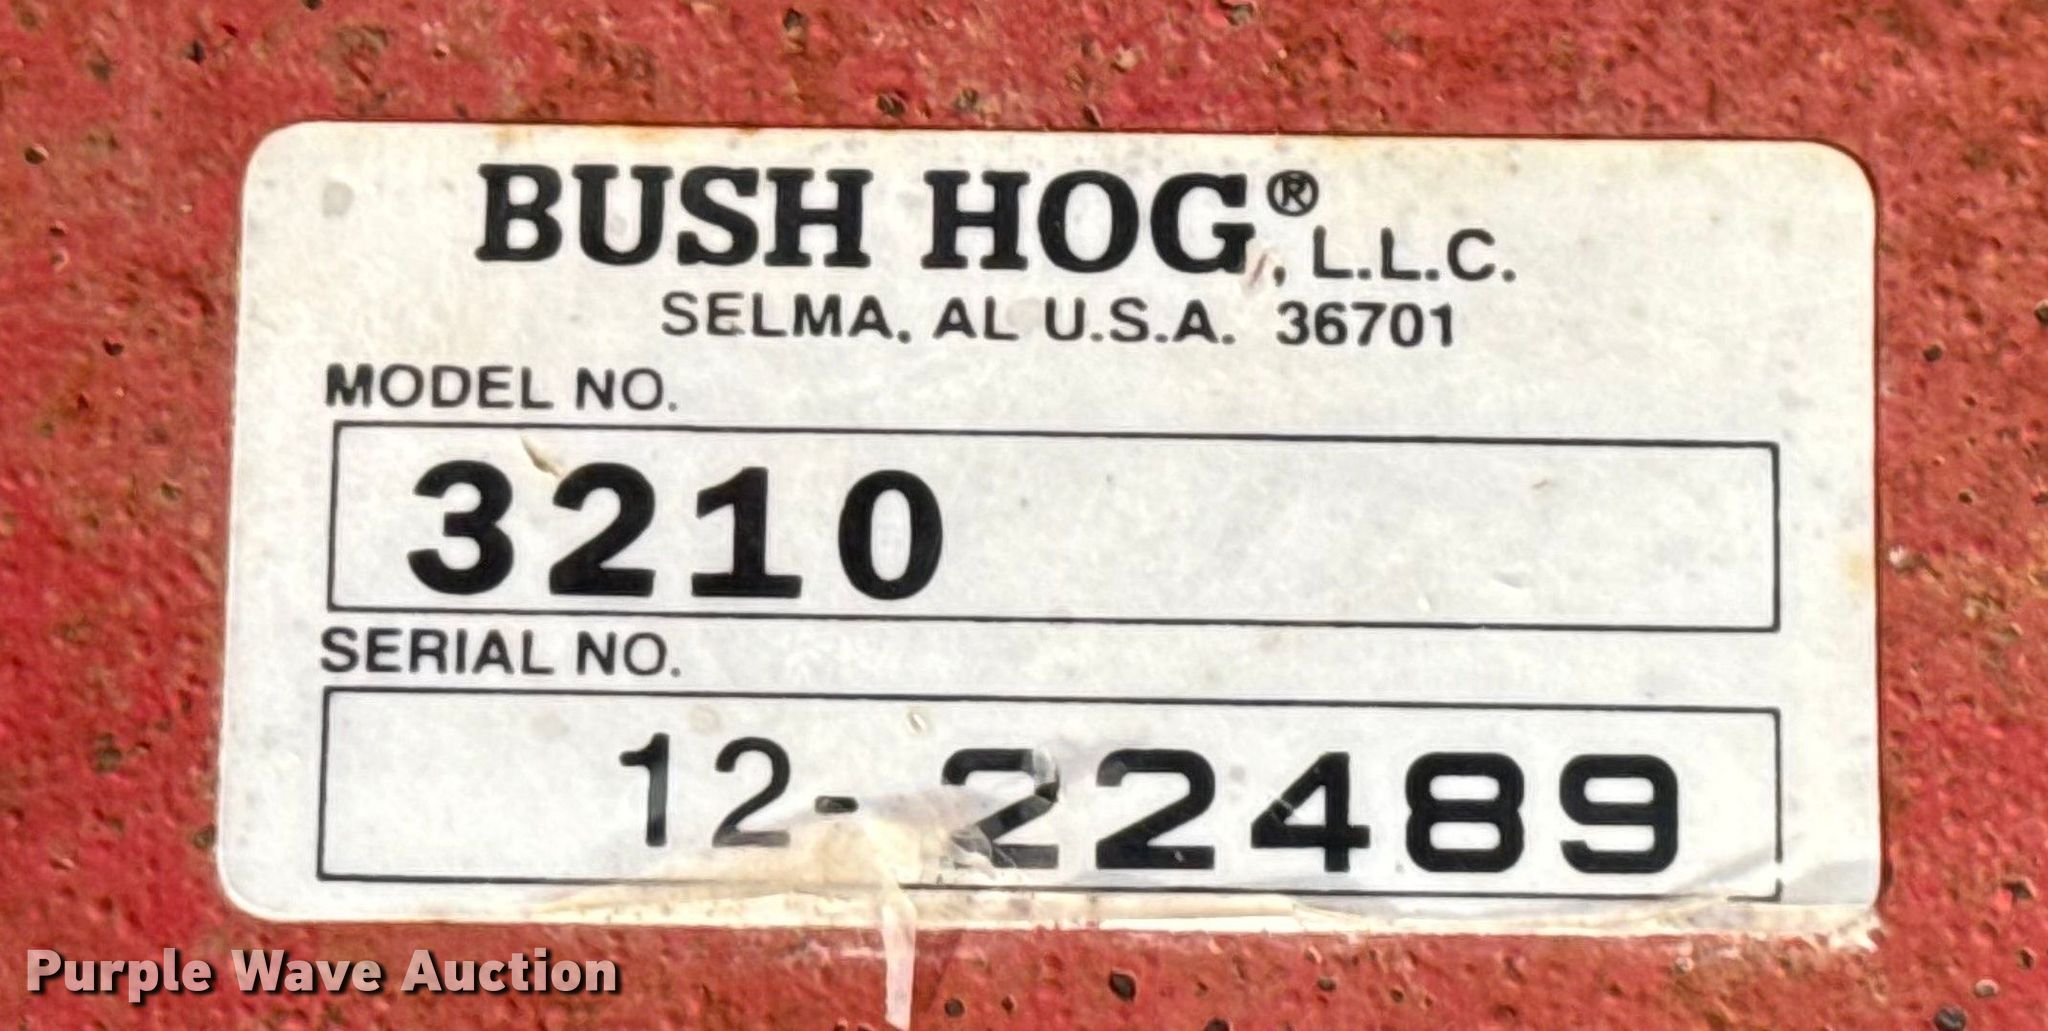 BUSH HOG®, L.L.C.
SELMA, AL U.S.A. 36701
MODEL NO.
3210
SERIAL NO.
12-22489
Purple Wave Auction